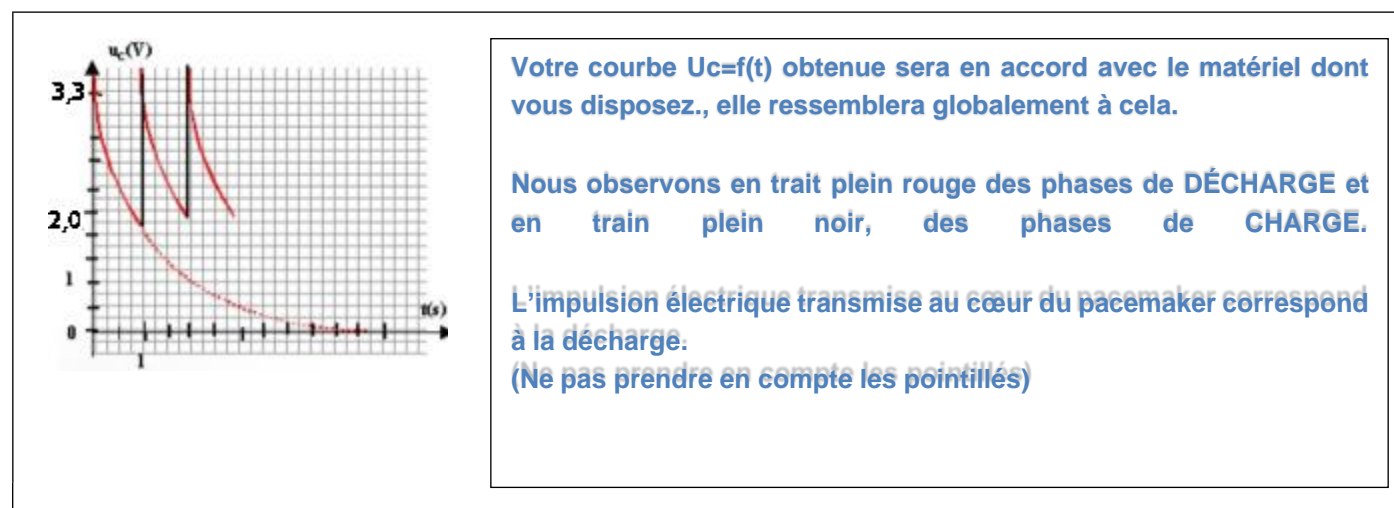 uc(V)
3,3
2,0
1
0
t(s)
1
Votre courbe Uc=f(t) obtenue sera en accord avec le matériel dont
vous disposez., elle ressemblera globalement à cela.
Nous observons en trait plein rouge des phases de DÉCHARGE et
en train plein noir, des phases de CHARGE.
L'impulsion électrique transmise au cœur du pacemaker correspond
à la décharge.
(Ne pas prendre en compte les pointillés)